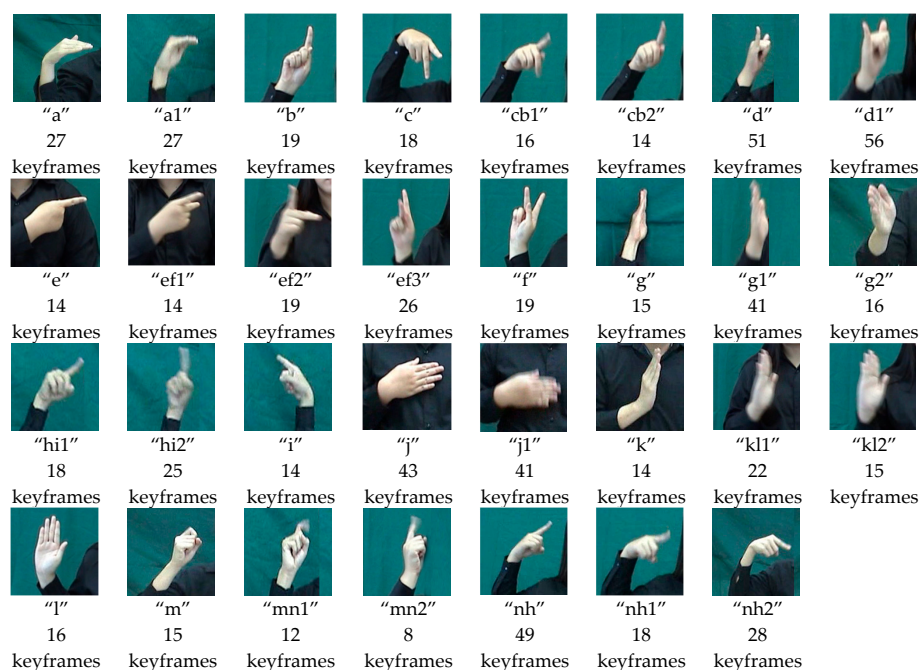 “a” “a1” “b” “c” “cb1” “cb2” “d” “d1”
27 27 19 18 16 14 51 56
keyframes keyframes keyframes keyframes keyframes keyframes keyframes keyframes
“e” “ef1” “ef2” “ef3” “f” “g” “g1” “g2”
14 14 19 26 19 15 41 16
keyframes keyframes keyframes keyframes keyframes keyframes keyframes keyframes
“hi1” “hi2” “i” “j” “j1” “k” “kl1” “kl2”
18 25 14 43 41 14 22 15
keyframes keyframes keyframes keyframes keyframes keyframes keyframes keyframes
“l” “m” “mn1” “mn2” “nh” “nh1” “nh2”
16 15 12 8 49 18 28
keyframes keyframes keyframes keyframes keyframes keyframes keyframes